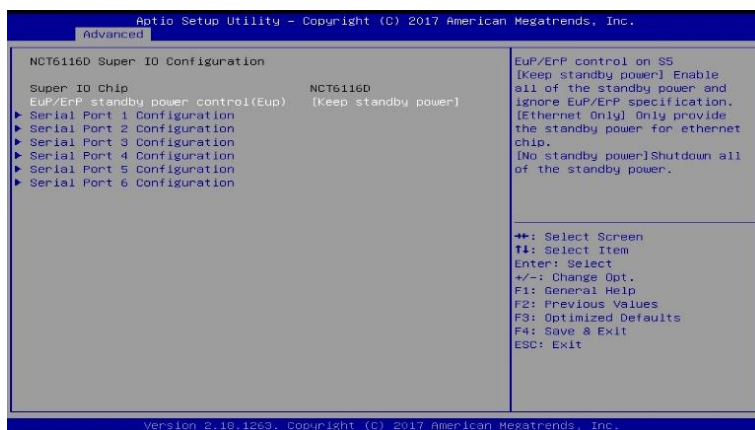 Aptio Setup Utility – Copyright (C) 2017 American Megatrends, Inc.
Advanced
NCT6116D Super IO Configuration
Super IO Chip NCT6116D
EuP/ErP standby power control(Eup) [Keep standby power]
Serial Port 1 Configuration
Serial Port 2 Configuration
Serial Port 3 Configuration
Serial Port 4 Configuration
Serial Port 5 Configuration
Serial Port 6 Configuration
EuP/ErP control on S5
[Keep standby power] Enable
all of the standby power and
ignore EuP/ErP specification.
[Ethernet Only] Only provide
the standby power for ethernet
chip.
[No standby power]Shutdown all
of the standby power.
→←: Select Screen
↑↓: Select Item
Enter: Select
+/-: Change Opt.
F1: General Help
F2: Previous Values
F3: Optimized Defaults
F4: Save & Exit
ESC: Exit
Version 2.18.1263. Copyright (C) 2017 American Megatrends, Inc.